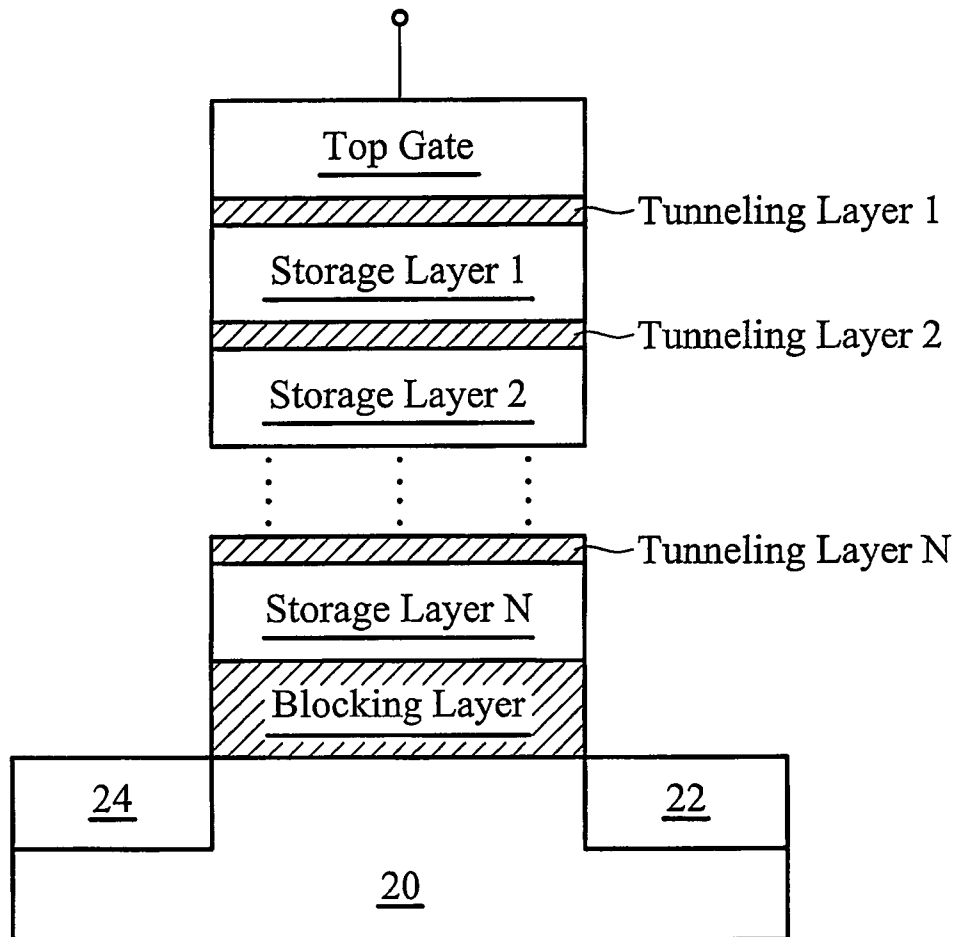 Top Gate
Tunneling Layer 1
Storage Layer 1
Tunneling Layer 2
Storage Layer 2
Tunneling Layer N
Storage Layer N
Blocking Layer
24
22
20